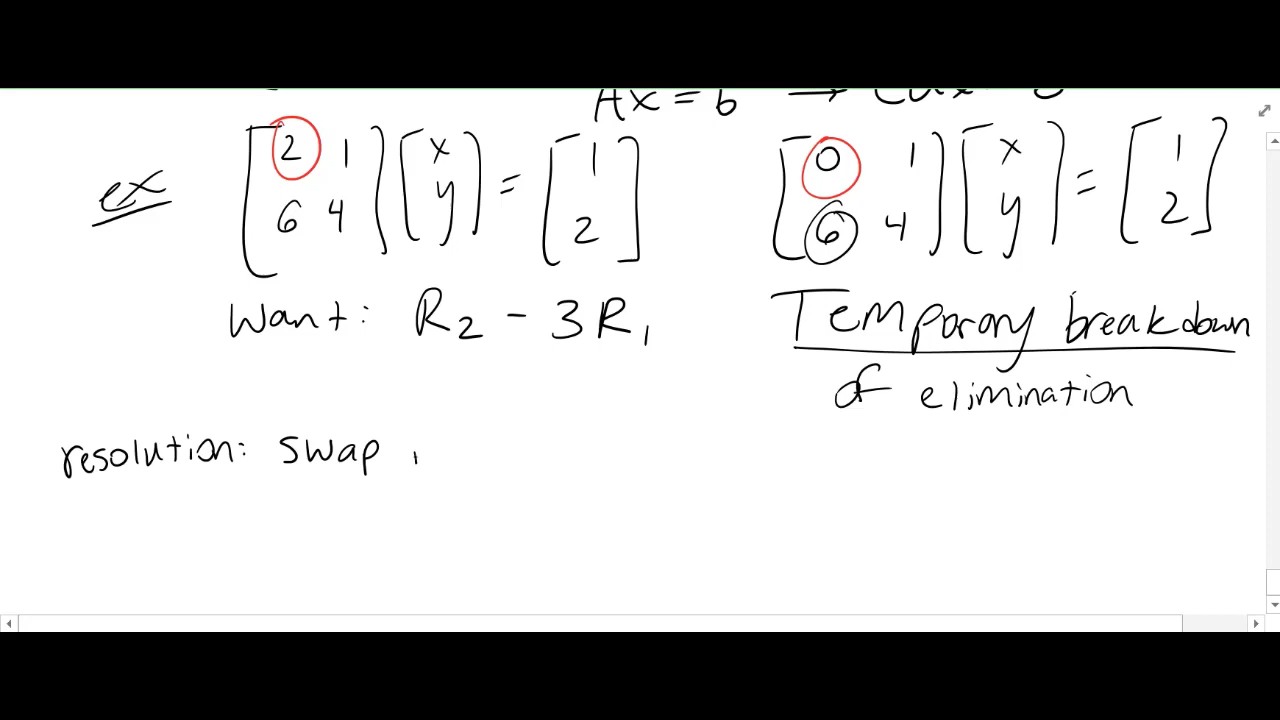 Ax = b →
ex [2 1; 6 4] [x; y] = [1; 2] [0 1; 6 4] [x; y] = [1; 2]
Want: R₂ - 3R₁
Temporary breakdown
of elimination
resolution: swap